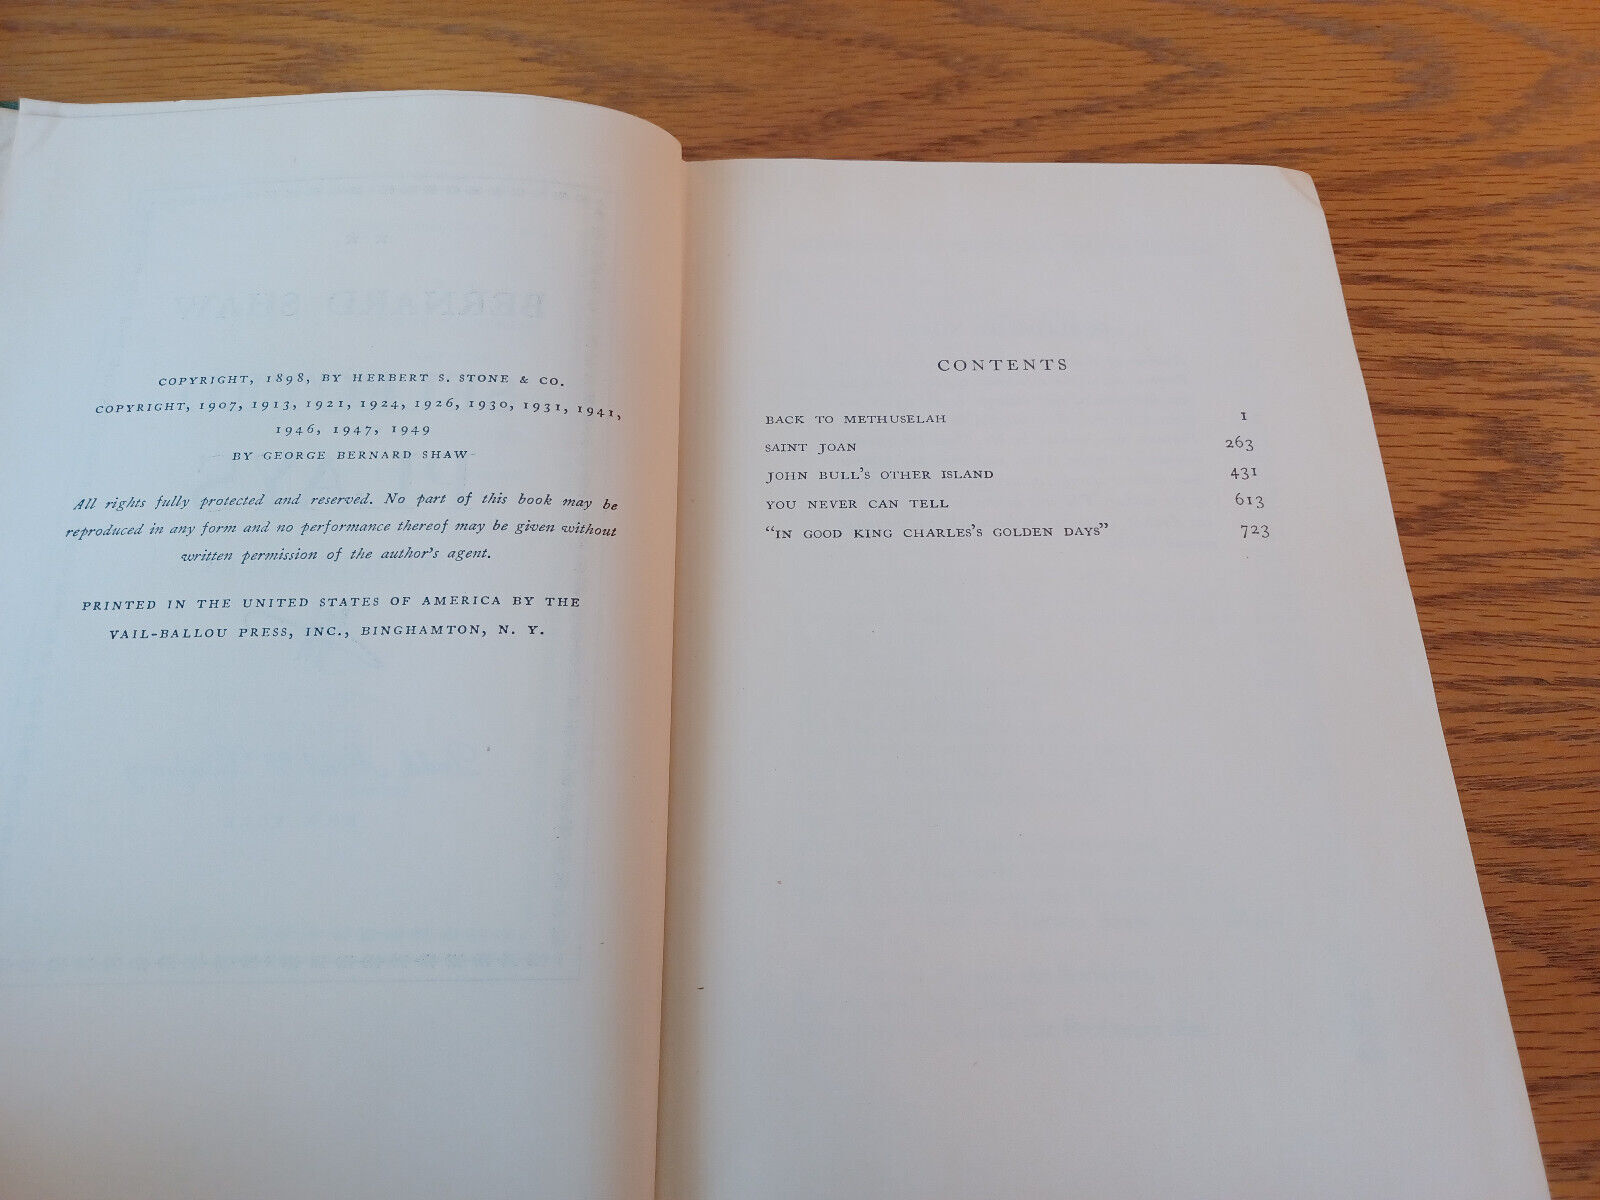 COPYRIGHT, 1898, BY HERBERT S. STONE & CO.
COPYRIGHT, 1907, 1913, 1921, 1924, 1926, 1930, 1931, 1941,
1946, 1947, 1949
BY GEORGE BERNARD SHAW
All rights fully protected and reserved. No part of this book may be
reproduced in any form and no performance thereof may be given without
written permission of the author's agent.
PRINTED IN THE UNITED STATES OF AMERICA BY THE
VAIL-BALLOU PRESS, INC., BINGHAMTON, N. Y.
CONTENTS
BACK TO METHUSELAH 1
SAINT JOAN 263
JOHN BULL'S OTHER ISLAND 431
YOU NEVER CAN TELL 613
"IN GOOD KING CHARLES'S GOLDEN DAYS" 723
BERNARD SHAW